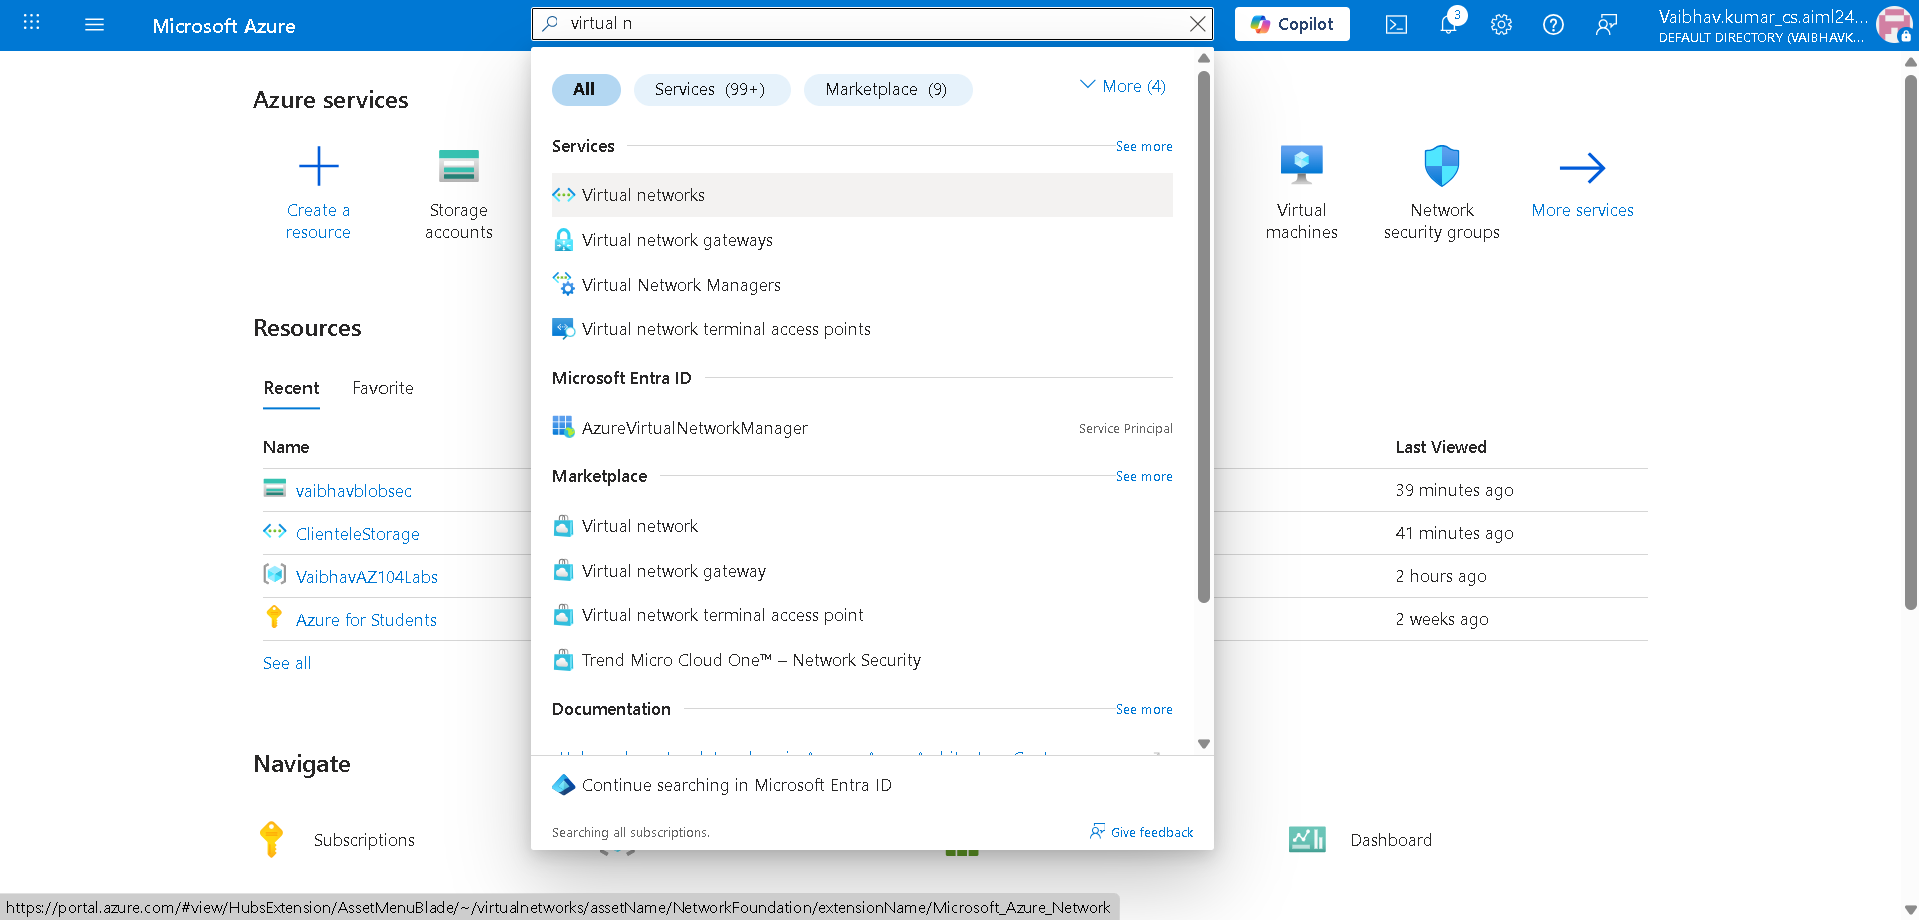 Microsoft Azure
virtual n
Copilot
3
Vaibhav.kumar_cs.aiml24...
DEFAULT DIRECTORY (VAIBHAVK...
Azure services
Create a
resource
Storage
accounts
Virtual
machines
Network
security groups
More services
All
Services (99+)
Marketplace (9)
More (4)
Services
See more
Virtual networks
Virtual network gateways
Virtual Network Managers
Virtual network terminal access points
Microsoft Entra ID
AzureVirtualNetworkManager
Service Principal
Marketplace
See more
Virtual network
Virtual network gateway
Virtual network terminal access point
Trend Micro Cloud One™ – Network Security
Documentation
See more
Continue searching in Microsoft Entra ID
Searching all subscriptions.
Give feedback
Resources
Recent
Favorite
Name
Last Viewed
vaibhavblobsec
39 minutes ago
ClienteleStorage
41 minutes ago
VaibhavAZ104Labs
2 hours ago
Azure for Students
2 weeks ago
See all
Navigate
Subscriptions
Dashboard
https://portal.azure.com/#view/HubsExtension/AssetMenuBlade/~/virtualnetworks/assetName/NetworkFoundation/extensionName/Microsoft_Azure_Network